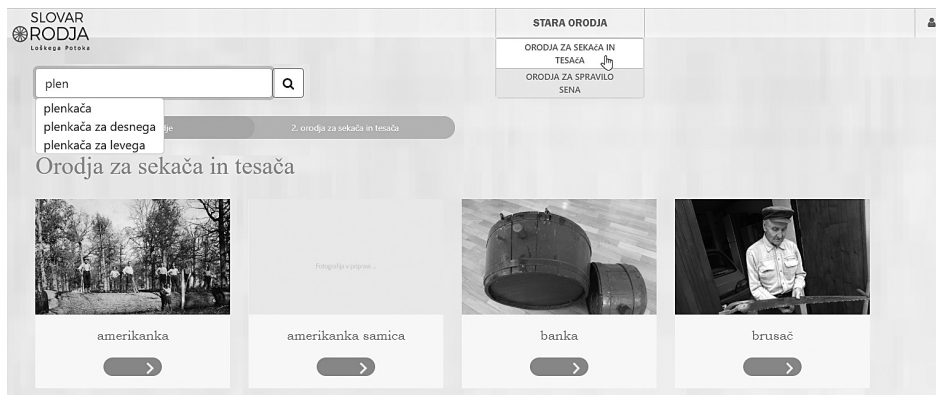 SLOVAR
ORODJA
Loškega Potoka
STARA ORODJA
ORODJA ZA SEKAčA IN
TESAčA
ORODJA ZA SPRAVILO
SENA
plen
plenkača
plenkača za desnega
plenkača za levega
2. orodja za sekača in tesača
Orodja za sekača in tesača
Fotografija v pripravi...
amerikanka
amerikanka samica
banka
brusač